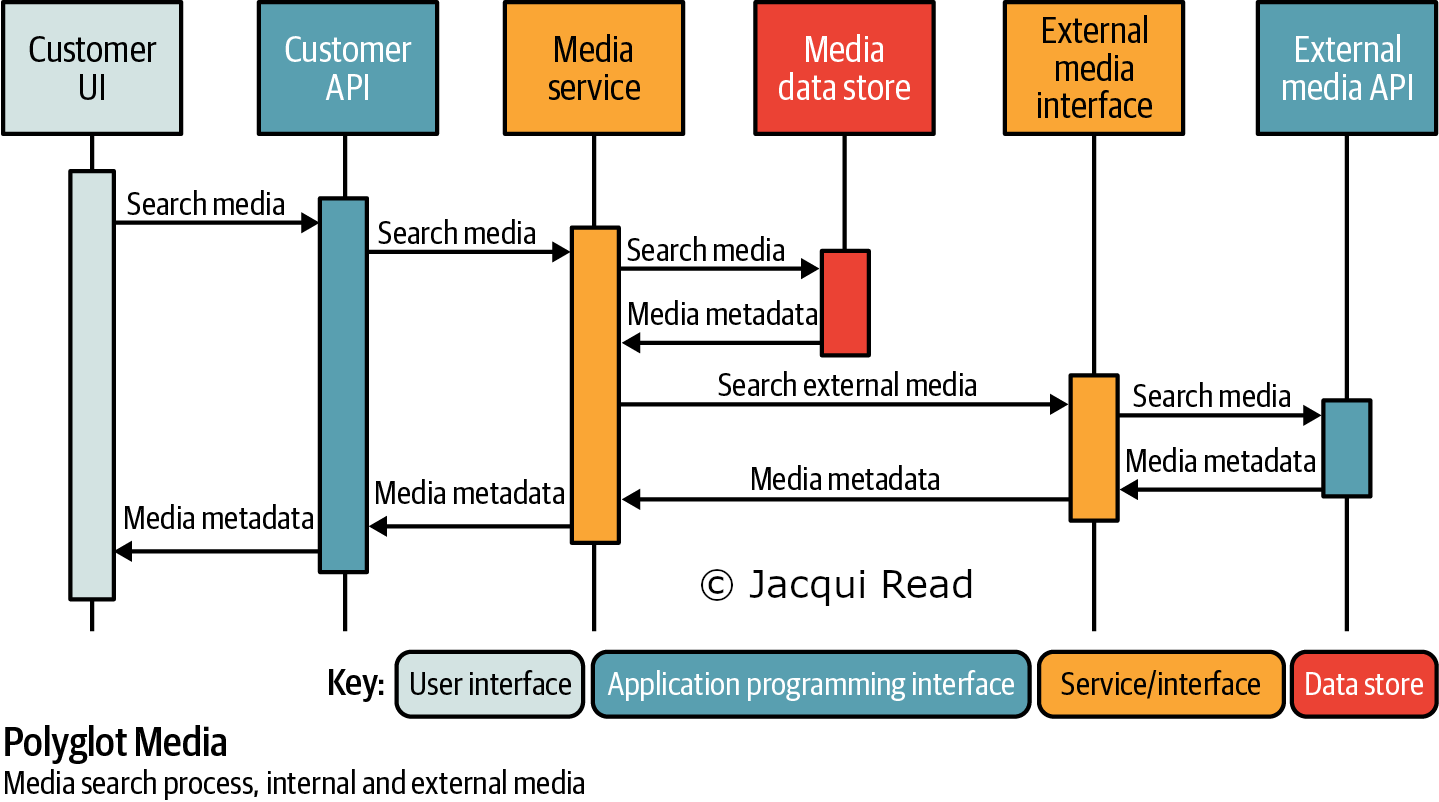 Customer
UI
Customer
API
Media
service
Media
data store
External
media
interface
External
media API
Search media
Search media
Search media
Media metadata
Search external media
Search media
Media metadata
Media metadata
Media metadata
Media metadata
© Jacqui Read
Key: User interface Application programming interface Service/interface Data store
Polyglot Media
Media search process, internal and external media